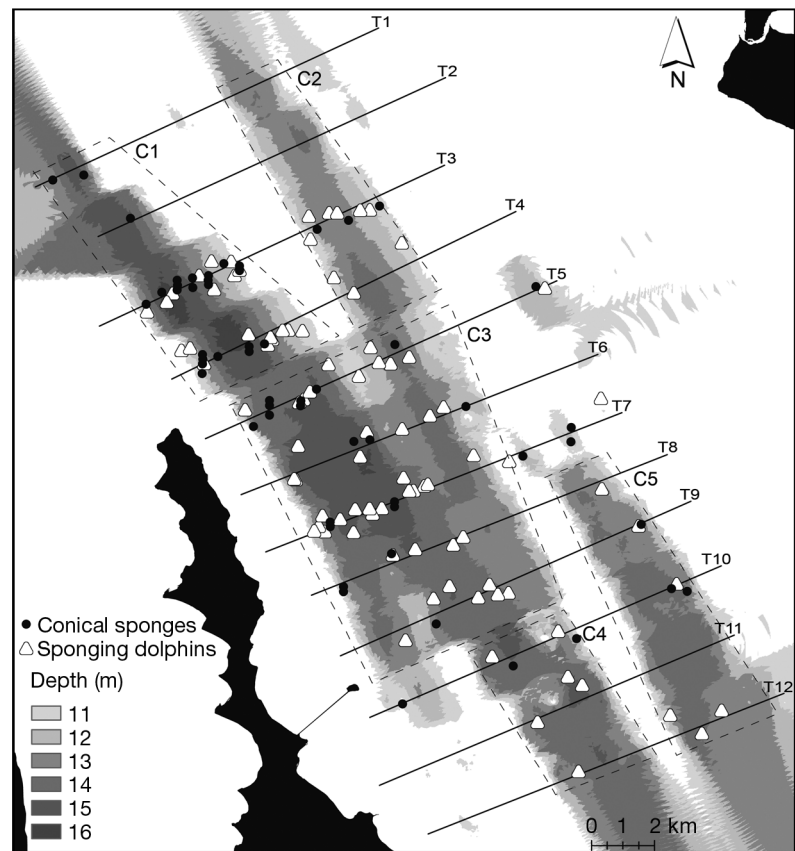 T1
C2
T2
N
C1
T3
T4
T5
C3
T6
T7
T8
C5
T9
T10
Conical sponges
C4
T11
Sponging dolphins
Depth (m)
T12
11
12
13
14
15
16
0 1 2 km